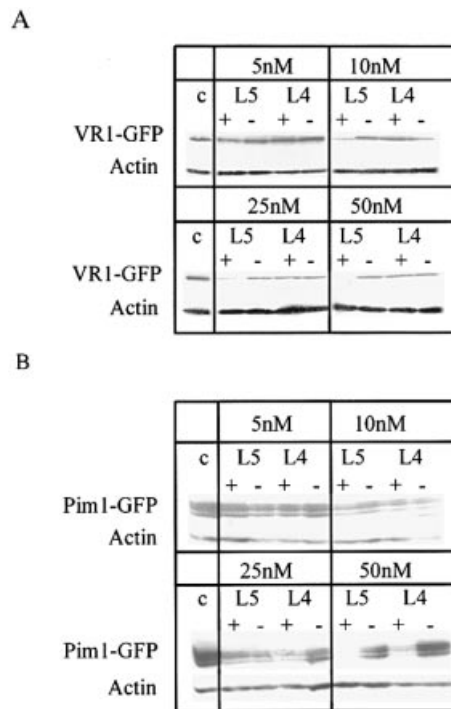 A
5nM 10nM
c L5 L4 L5 L4
+ - + - + - + -
VR1-GFP
Actin
25nM 50nM
c L5 L4 L5 L4
+ - + - + - + -
VR1-GFP
Actin
B
5nM 10nM
c L5 L4 L5 L4
+ - + - + - + -
Pim1-GFP
Actin
25nM 50nM
c L5 L4 L5 L4
+ - + - + - + -
Pim1-GFP
Actin